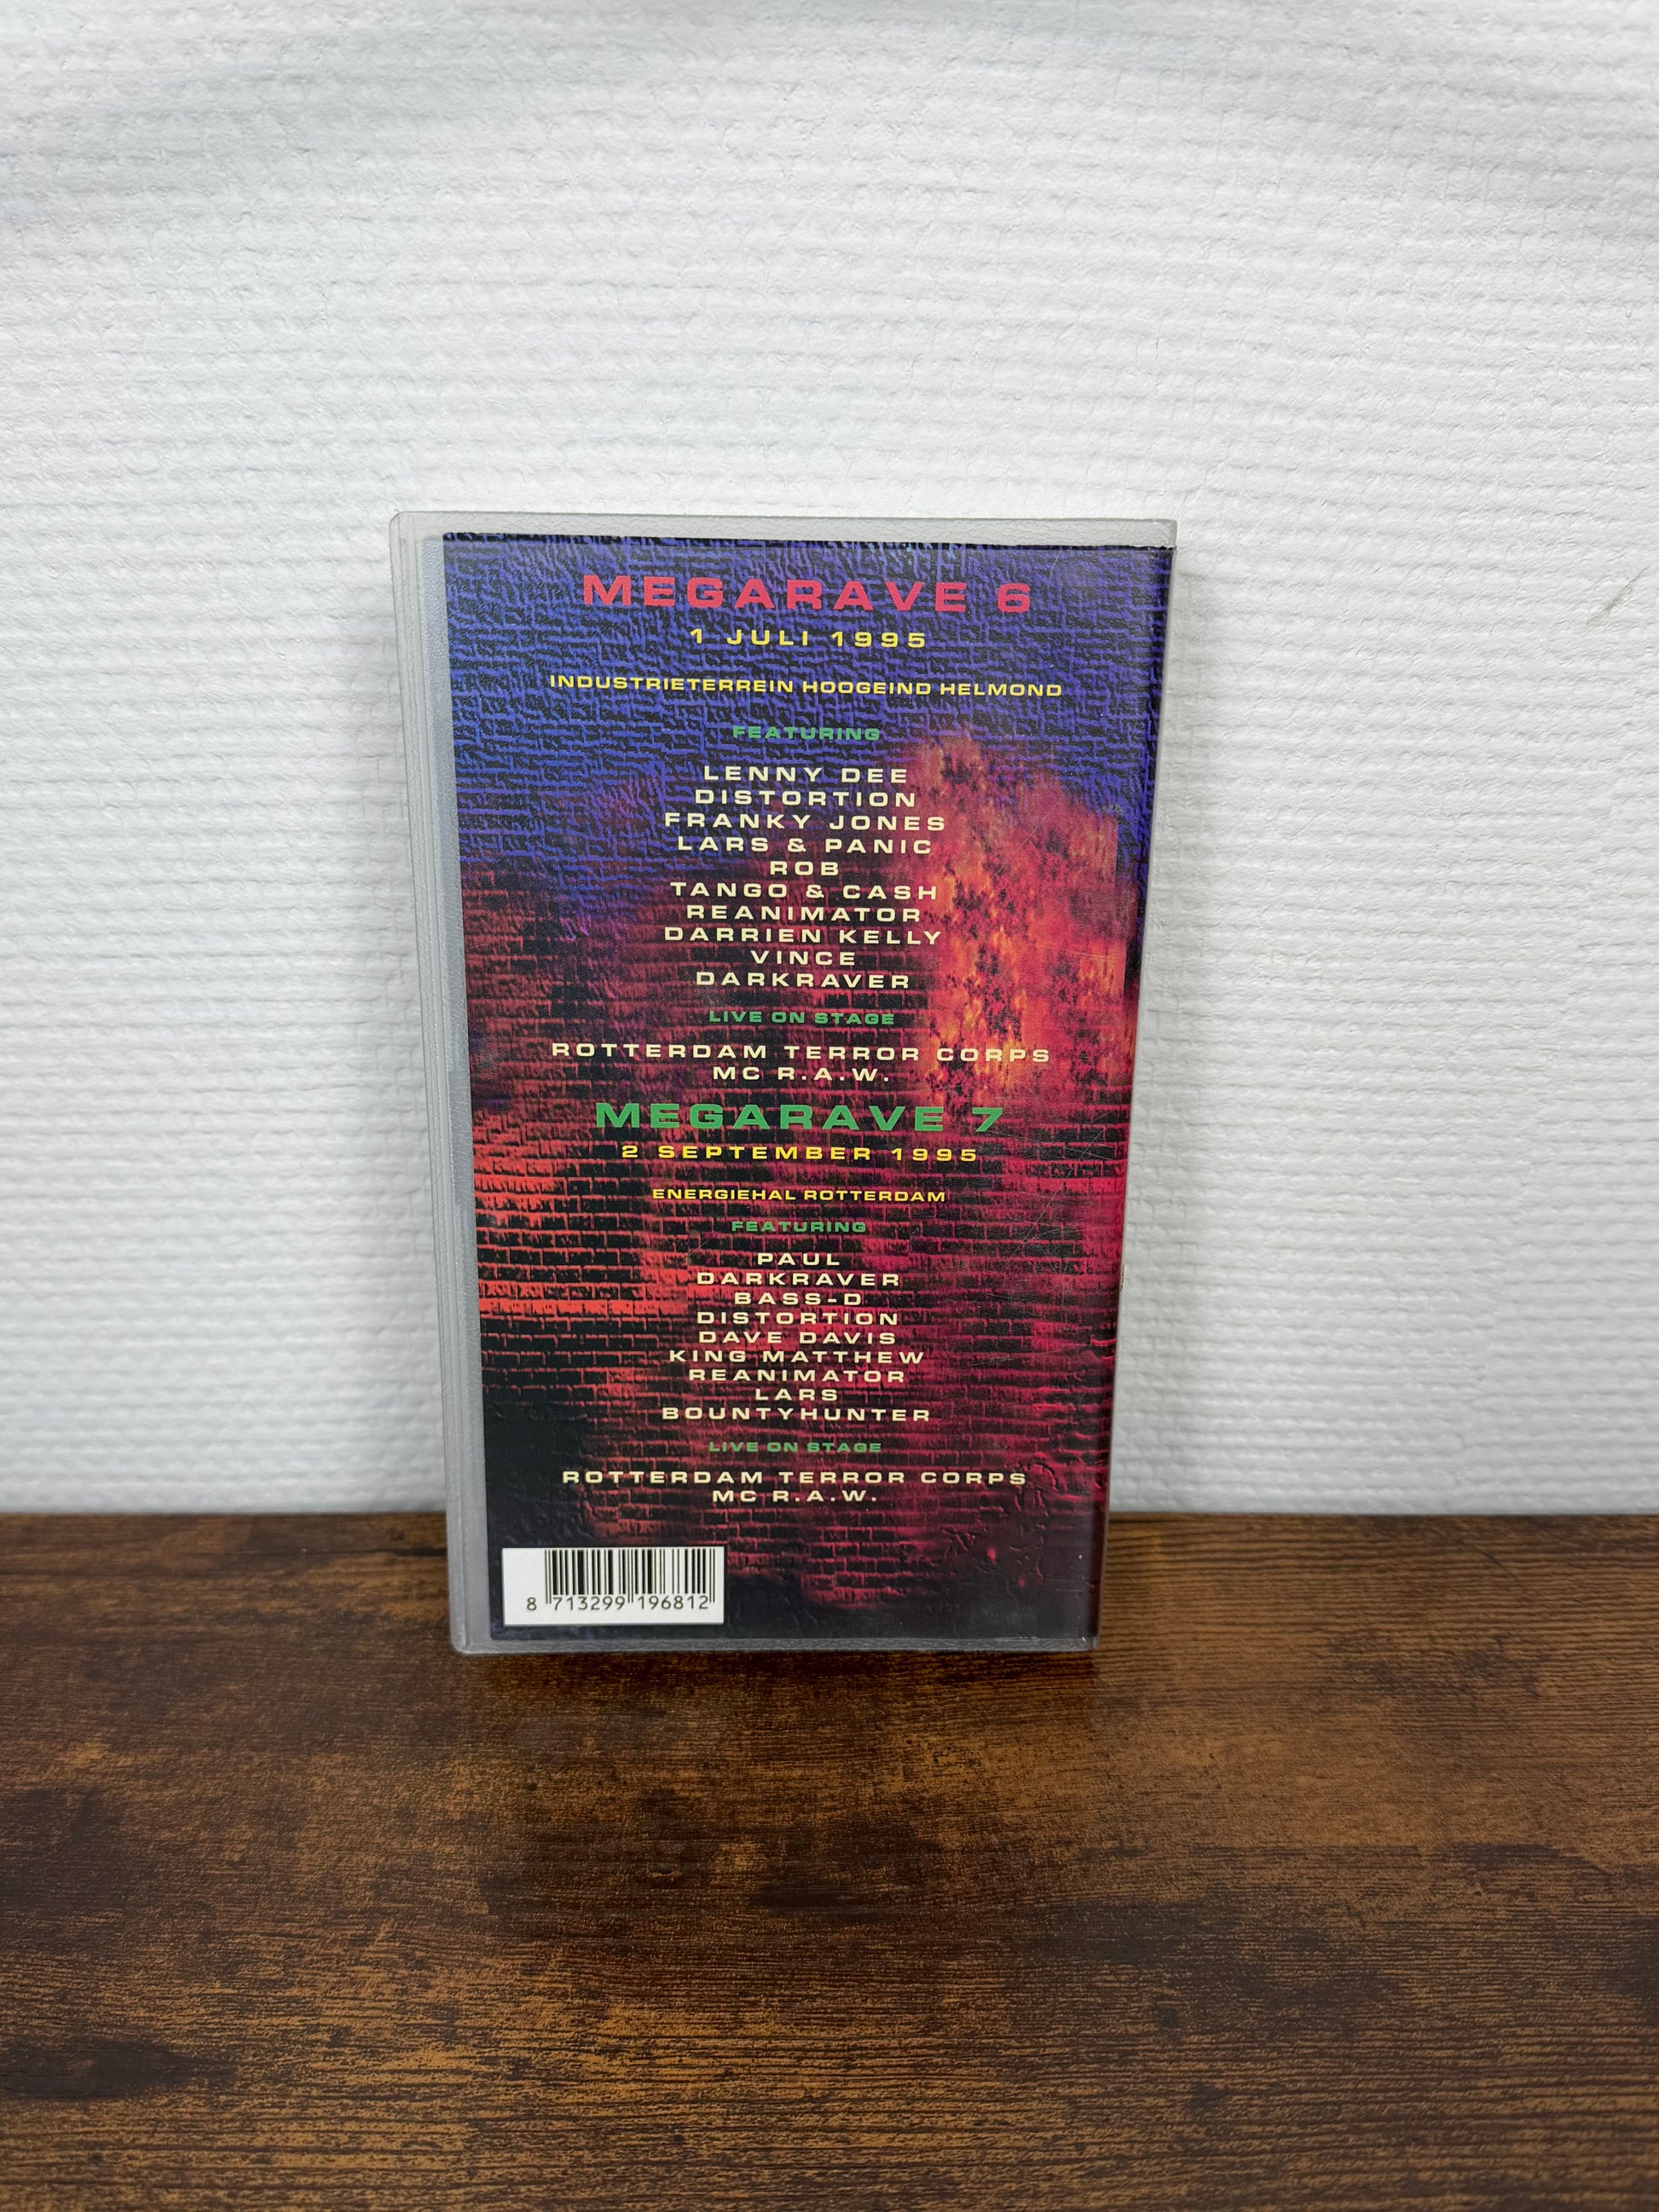 MEGARAVE 6
1 JULI 1995
INDUSTRIETERREIN HOOGEIND HELMOND
FEATURING
LENNY DEE
DISTORTION
FRANKY JONES
LARS & PANIC
ROB
TANGO & CASH
REANIMATOR
DARRIEN KELLY
VINCE
DARKRAVER
LIVE ON STAGE
ROTTERDAM TERROR CORPS
MC R.A.W.
MEGARAVE 7
2 SEPTEMBER 1995
ENERGIEHAL ROTTERDAM
FEATURING
PAUL
DARKRAVER
BASS-D
DISTORTION
DAVE DAVIS
KING MATTHEW
REANIMATOR
LARS
BOUNTYHUNTER
LIVE ON STAGE
ROTTERDAM TERROR CORPS
MC R.A.W.
8 713299 196812